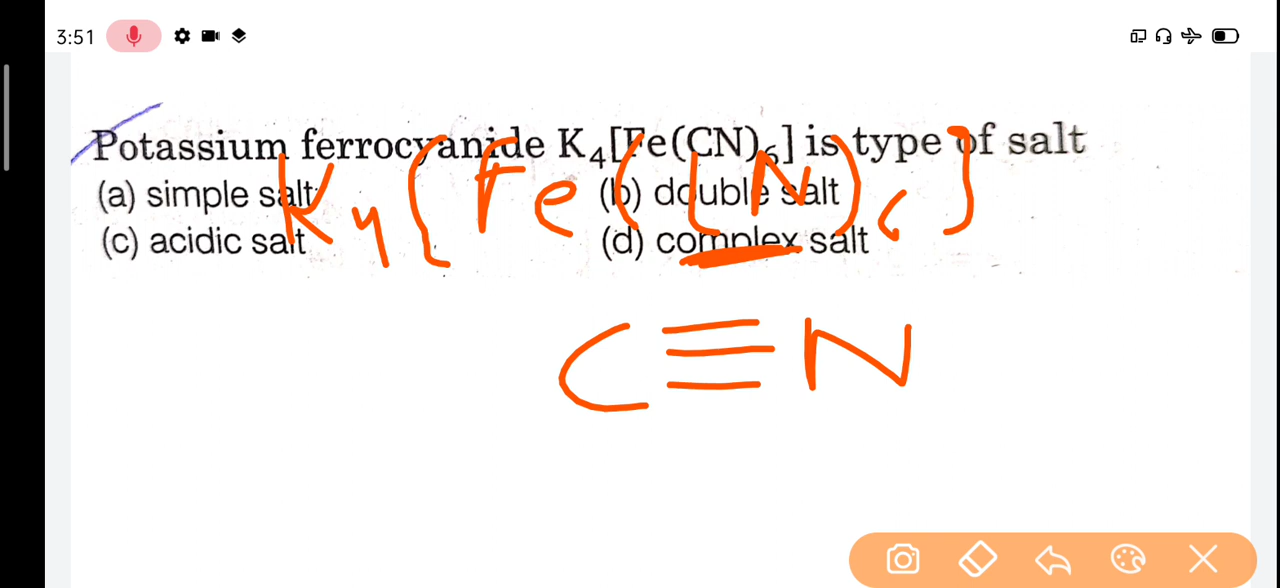 3:51
Potassium ferrocyanide K₄[Fe(CN)₆] is type of salt
(a) simple salt (b) double salt
(c) acidic salt (d) complex salt
K₄[Fe(CN)₆]
C≡N